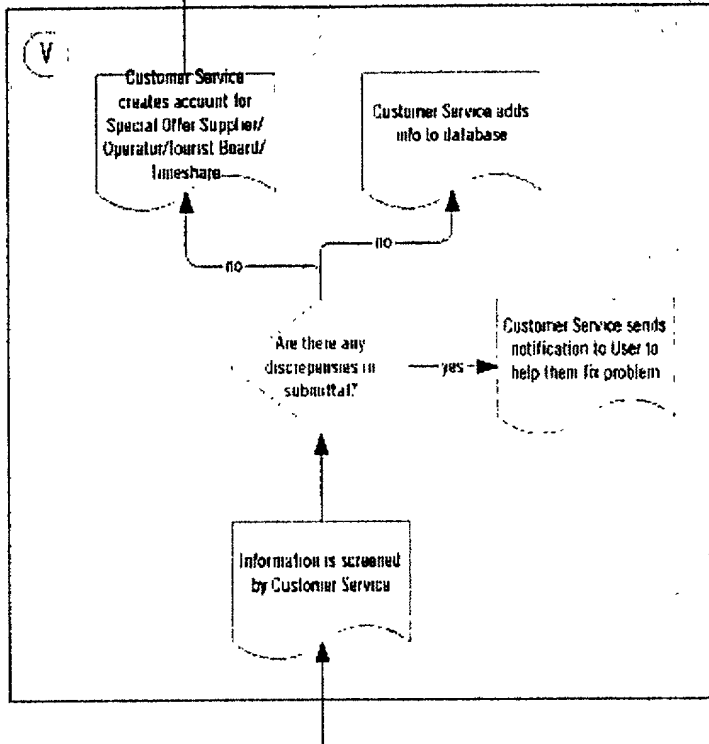 V
Customer Service
creates account for
Special Offer Supplier/
Operator/Tourist Board/
Timeshare
Customer Service adds
info to database
no
no
Are there any
discrepensies in
submittal?
yes
Customer Service sends
notification to User to
help them fix problem
Information is screened
by Customer Service